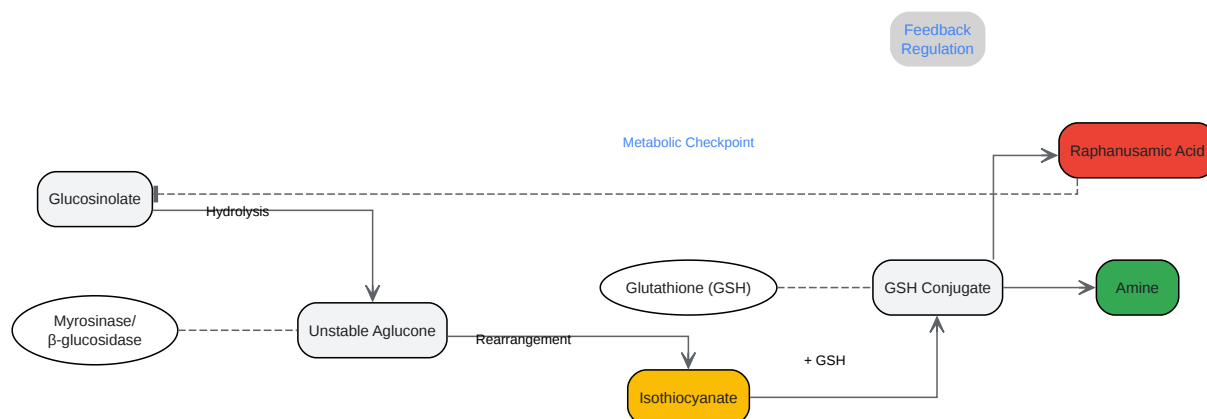 Feedback
Regulation
Metabolic Checkpoint
Raphanusamic Acid
Glucosinolate
Hydrolysis
Glutathione (GSH)
GSH Conjugate
Amine
Myrosinase/
β-glucosidase
Unstable Aglucone
Rearrangement
+ GSH
Isothiocyanate